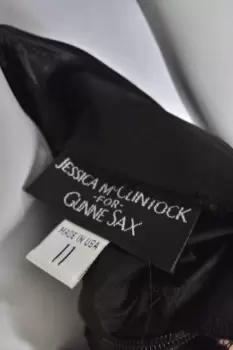 JESSICA McCLINTOCK
-FOR-
GUNNE SAX
MADE IN USA
11